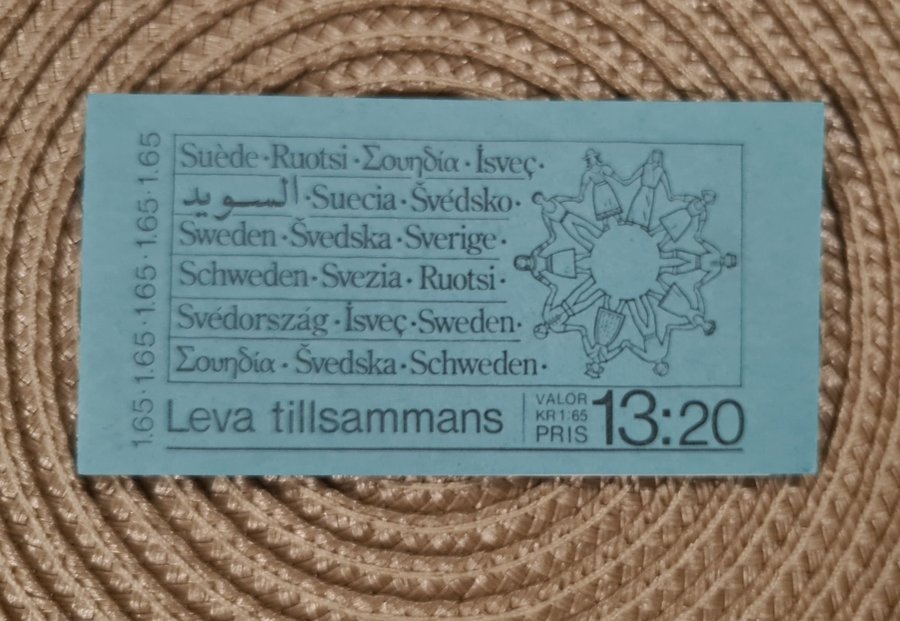 1.65·1.65·1.65·1.65·1.65
Suède·Ruotsi·Σουηδία·İsveç·
السويد·Suecia·Švédsko·
Sweden·Švedska·Sverige·
Schweden·Svezia·Ruotsi·
Svédország·İsveç·Sweden·
Σουηδία·Švedska·Schweden·
Leva tillsammans
VALÖR
KR 1:65
PRIS 13:20